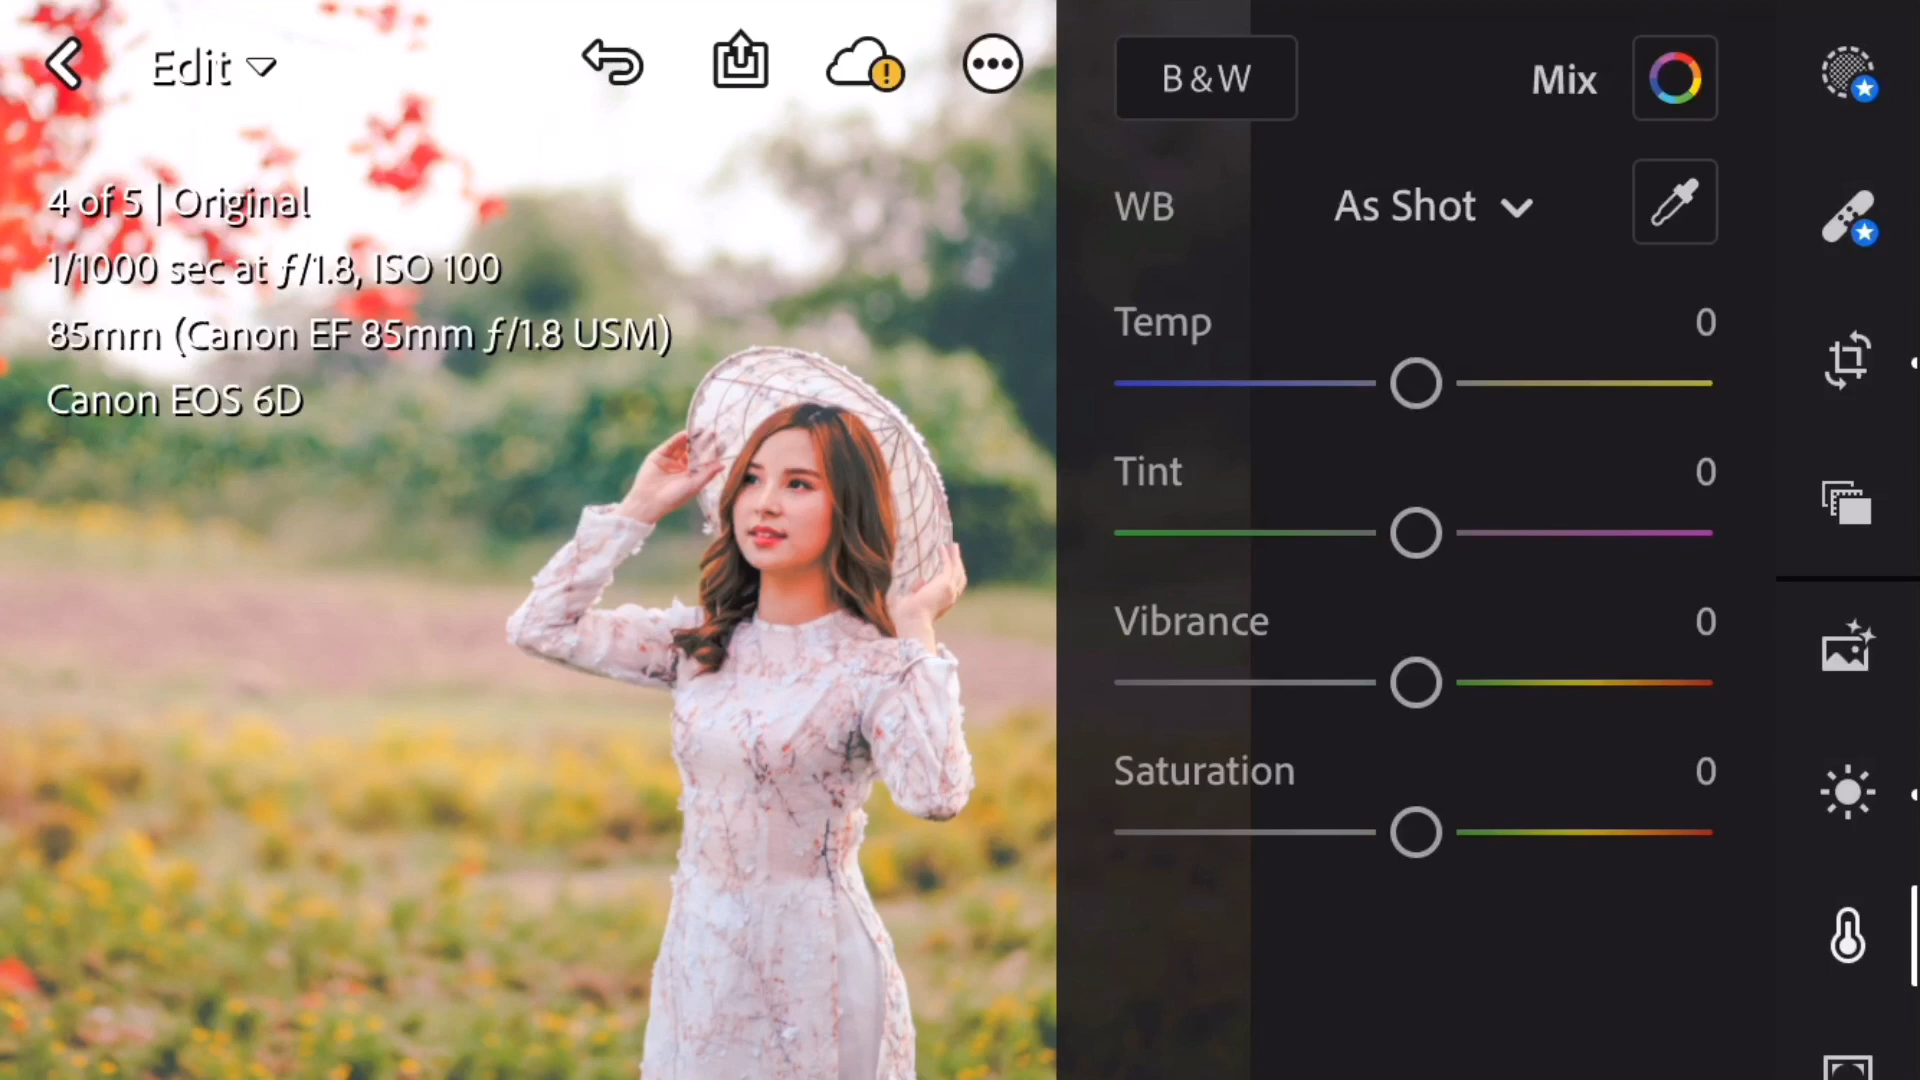 Edit
4 of 5 | Original
1/1000 sec at ƒ/1.8, ISO 100
85mm (Canon EF 85mm ƒ/1.8 USM)
Canon EOS 6D
B & W
Mix
WB
As Shot
Temp 0
Tint 0
Vibrance 0
Saturation 0